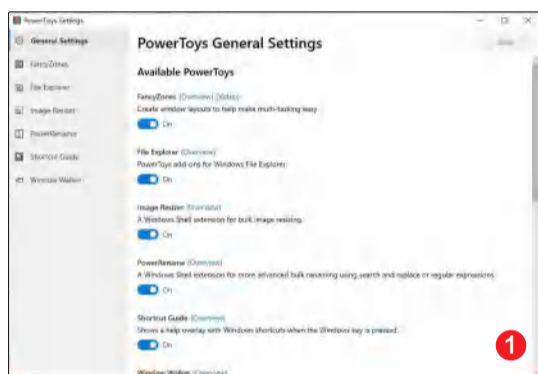 PowerToys Settings
General Settings
PowerToys General Settings
FancyZones
Available PowerToys
File Explorer
FancyZones (Overview) (Video)
Image Resizer
Create window layouts to help make multi-tasking easy
On
PowerRename
File Explorer (Overview)
Shortcut Guide
PowerToys add-ons for Windows File Explorer.
Window Walker
On
Image Resizer (Overview)
A Windows Shell extension for bulk image resizing.
On
PowerRename (Overview)
A Windows Shell extension for more advanced bulk renaming using search and replace or regular expressions.
On
Shortcut Guide (Overview)
Shows a help overlay with Windows shortcuts when the Windows key is pressed.
On
1
Window Walker (Overview)